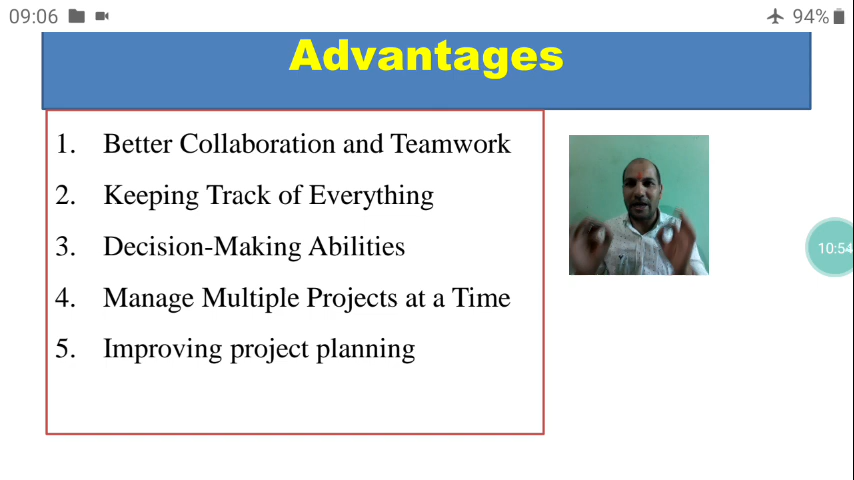 09:06 94%
Advantages
1. Better Collaboration and Teamwork
2. Keeping Track of Everything
3. Decision-Making Abilities
4. Manage Multiple Projects at a Time
5. Improving project planning
10:54